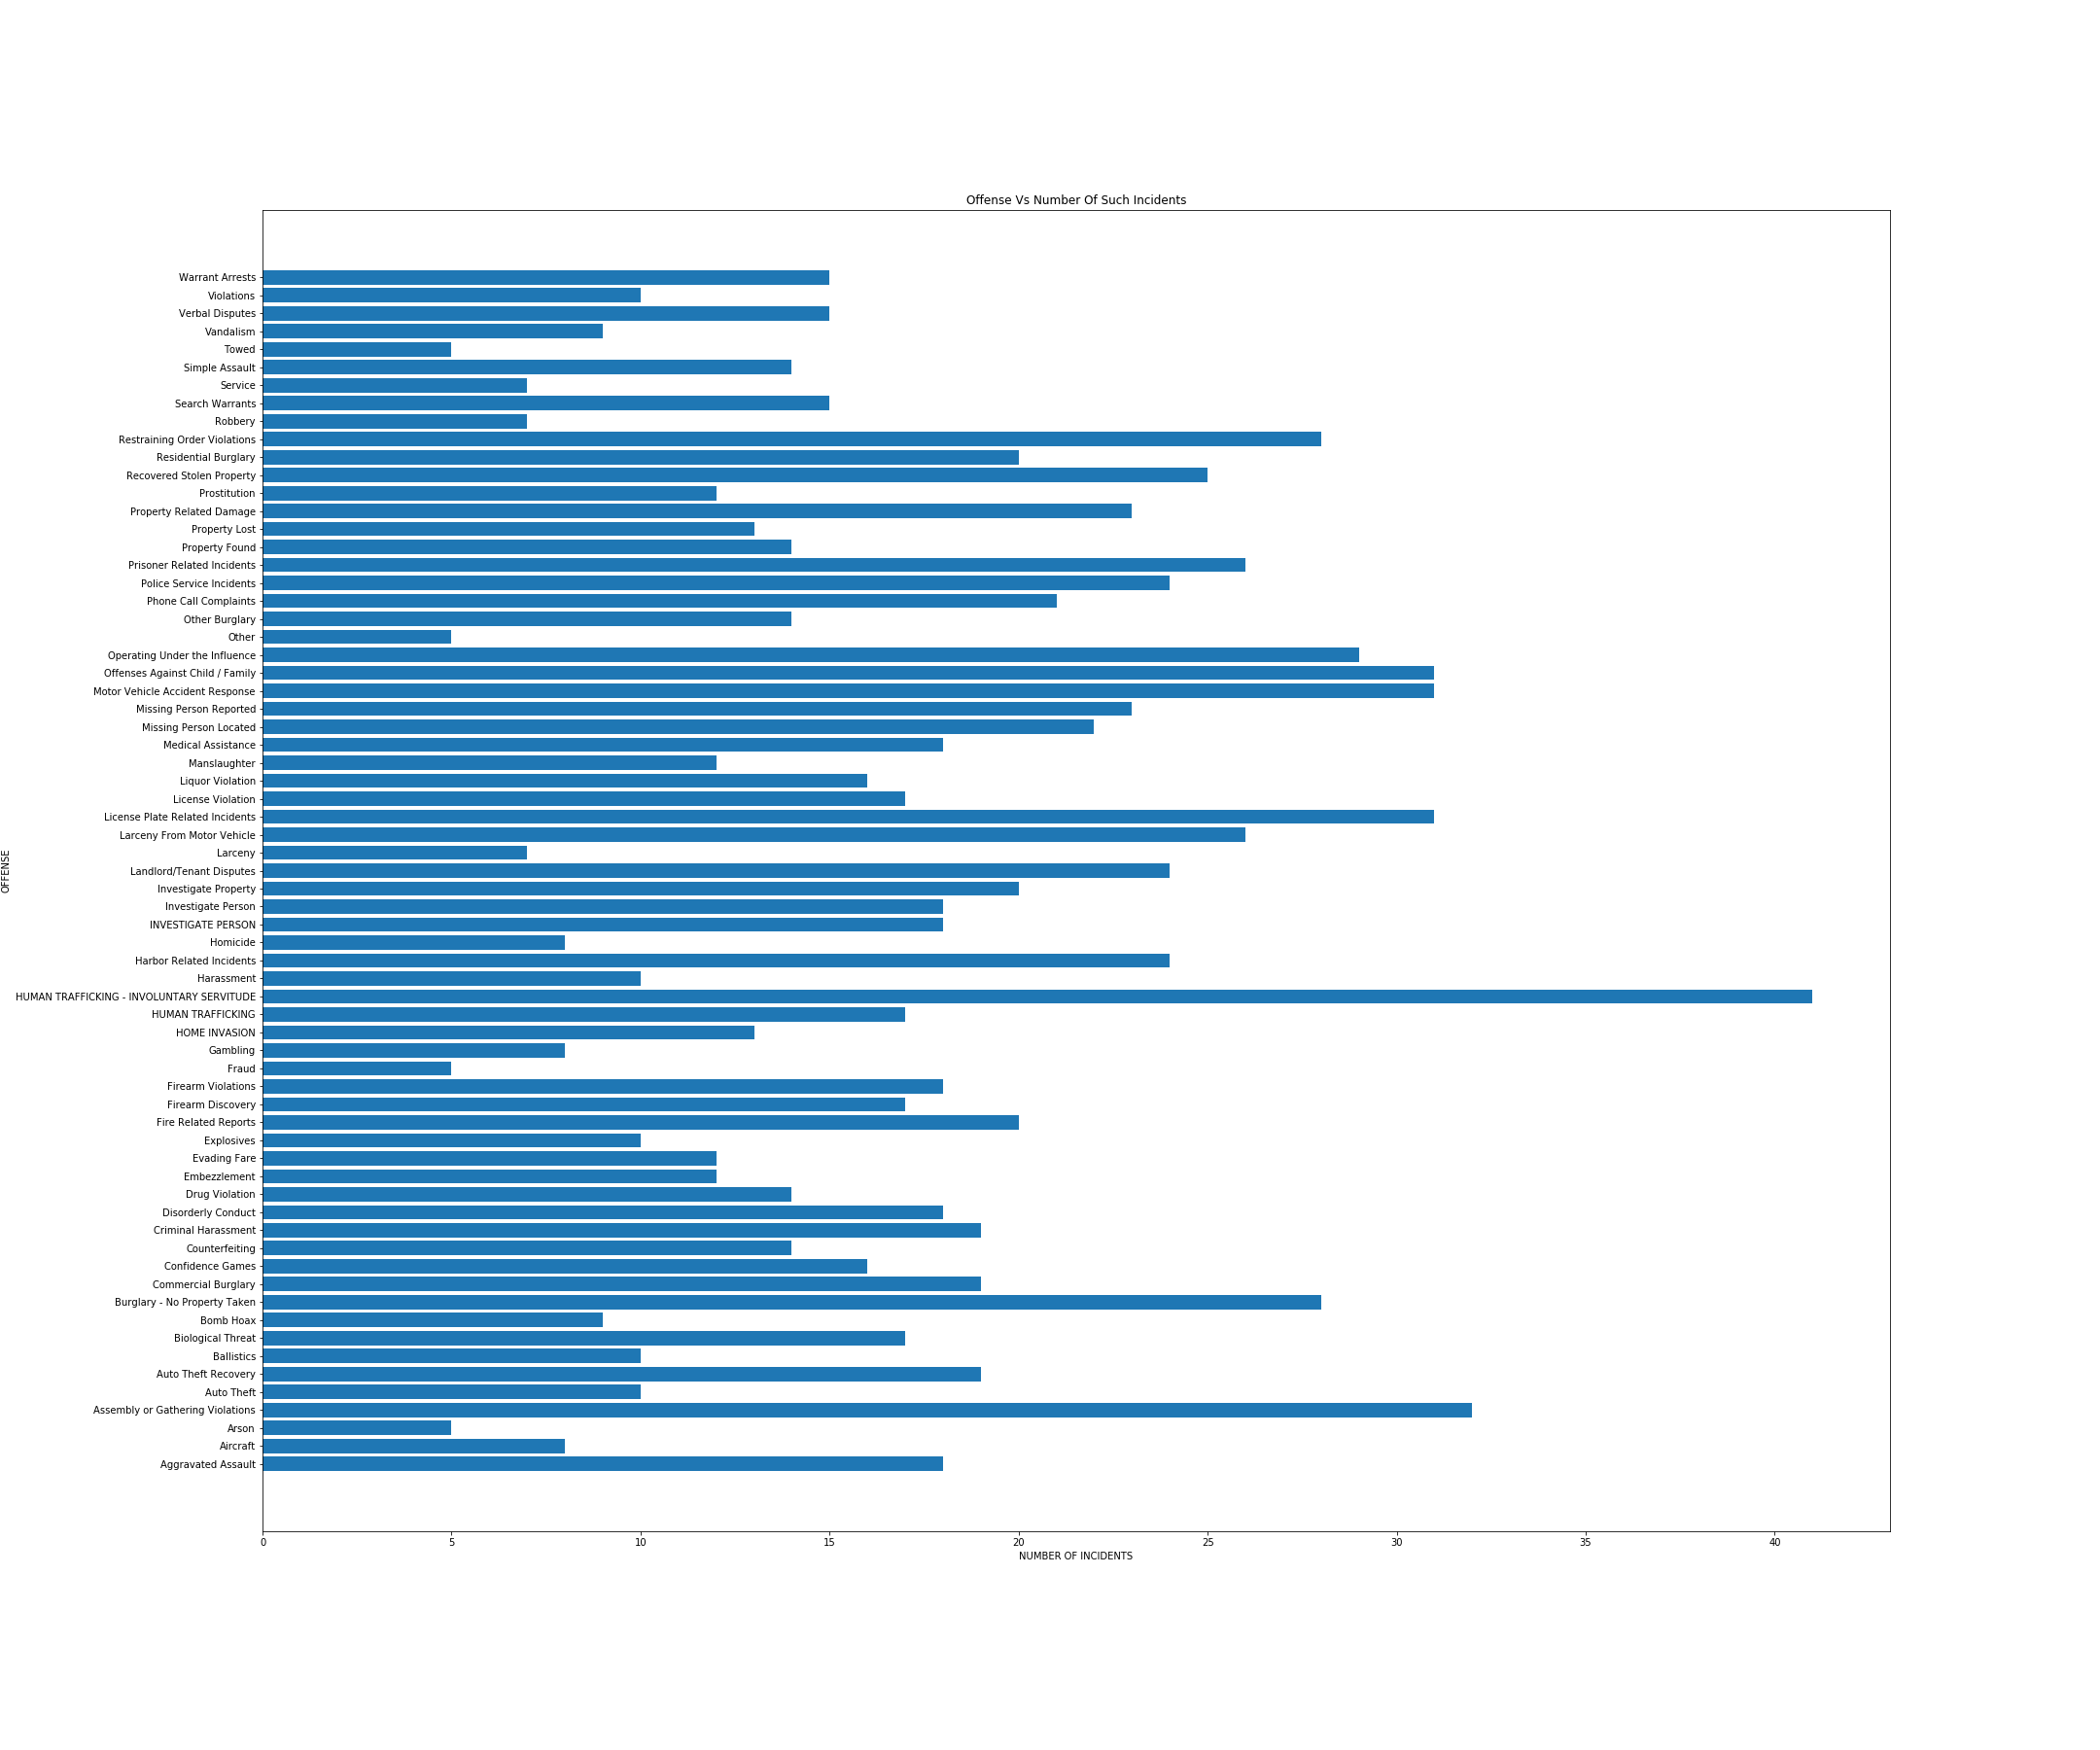 Offense Vs Number Of Such Incidents
Warrant Arrests
Violations
Verbal Disputes
Vandalism
Towed
Simple Assault
Service
Search Warrants
Robbery
Restraining Order Violations
Residential Burglary
Recovered Stolen Property
Prostitution
Property Related Damage
Property Lost
Property Found
Prisoner Related Incidents
Police Service Incidents
Phone Call Complaints
Other Burglary
Other
Operating Under the Influence
Offenses Against Child / Family
Motor Vehicle Accident Response
Missing Person Reported
Missing Person Located
Medical Assistance
Manslaughter
Liquor Violation
License Violation
License Plate Related Incidents
Larceny From Motor Vehicle
Larceny
Landlord/Tenant Disputes
Investigate Property
Investigate Person
INVESTIGATE PERSON
Homicide
Harbor Related Incidents
Harassment
HUMAN TRAFFICKING - INVOLUNTARY SERVITUDE
HUMAN TRAFFICKING
HOME INVASION
Gambling
Fraud
Firearm Violations
Firearm Discovery
Fire Related Reports
Explosives
Evading Fare
Embezzlement
Drug Violation
Disorderly Conduct
Criminal Harassment
Counterfeiting
Confidence Games
Commercial Burglary
Burglary - No Property Taken
Bomb Hoax
Biological Threat
Ballistics
Auto Theft Recovery
Auto Theft
Assembly or Gathering Violations
Arson
Aircraft
Aggravated Assault
OFFENSE
0 5 10 15 20 25 30 35 40
NUMBER OF INCIDENTS